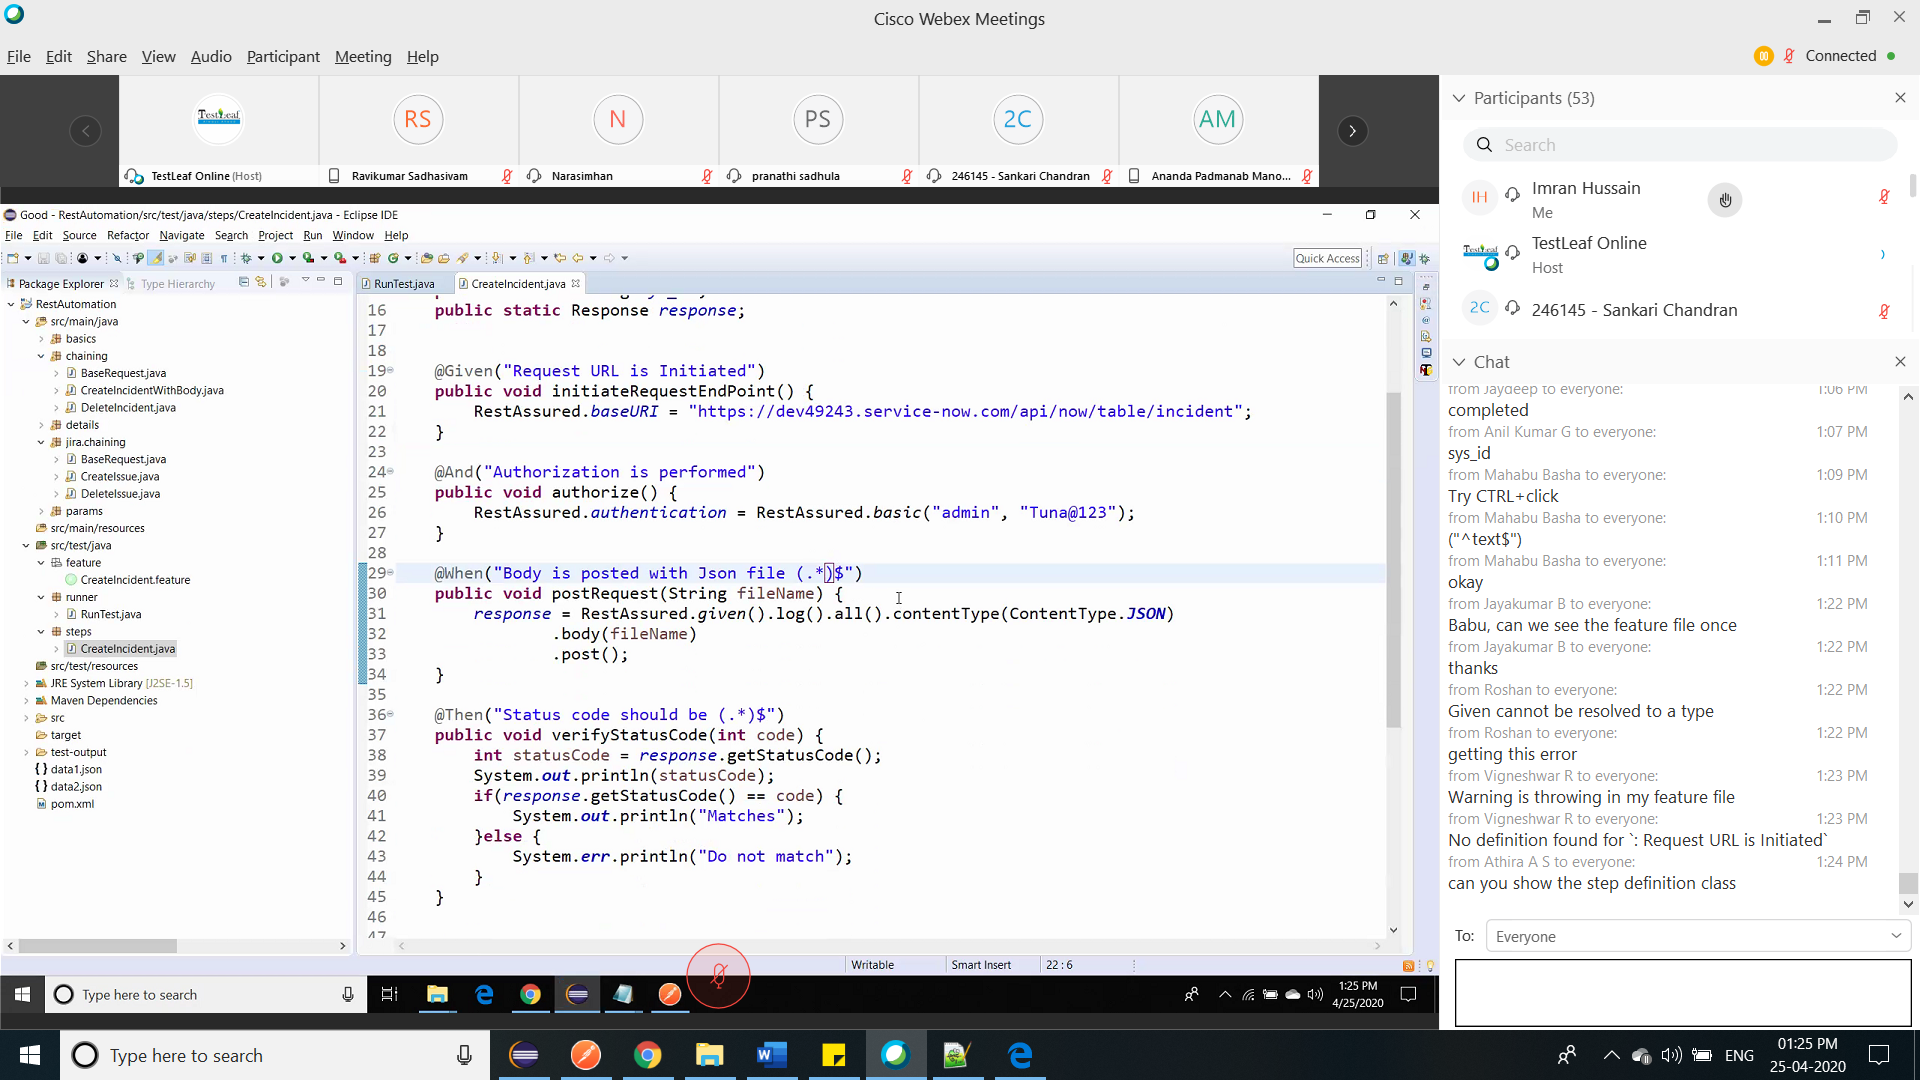 Cisco Webex Meetings
File Edit Share View Audio Participant Meeting Help
Connected
TestLeaf
RS
N
PS
2C
AM
TestLeaf Online (Host)
Ravikumar Sadhasivam
Narasimhan
pranathi sadhula
246145 - Sankari Chandran
Ananda Padmanab Mano...
Good - RestAutomation/src/test/java/steps/CreateIncident.java - Eclipse IDE
File Edit Source Refactor Navigate Search Project Run Window Help
Quick Access
Package Explorer
Type Hierarchy
RestAutomation
src/main/java
basics
chaining
BaseRequest.java
CreateIncidentWithBody.java
DeleteIncident.java
details
jira.chaining
BaseRequest.java
CreateIssue.java
DeleteIssue.java
params
src/main/resources
src/test/java
feature
CreateIncident.feature
runner
RunTest.java
steps
CreateIncident.java
src/test/resources
JRE System Library [J2SE-1.5]
Maven Dependencies
src
target
test-output
data1.json
data2.json
pom.xml
RunTest.java
CreateIncident.java
16 public static Response response;
17
18
19 @Given("Request URL is Initiated")
20 public void initiateRequestEndPoint() {
21 RestAssured.baseURI = "https://dev49243.service-now.com/api/now/table/incident";
22 }
23
24 @And("Authorization is performed")
25 public void authorize() {
26 RestAssured.authentication = RestAssured.basic("admin", "Tuna@123");
27 }
28
29 @When("Body is posted with Json file (.*)$")
30 public void postRequest(String fileName) {
31 response = RestAssured.given().log().all().contentType(ContentType.JSON)
32 .body(fileName)
33 .post();
34 }
35
36 @Then("Status code should be (.*)$")
37 public void verifyStatusCode(int code) {
38 int statusCode = response.getStatusCode();
39 System.out.println(statusCode);
40 if(response.getStatusCode() == code) {
41 System.out.println("Matches");
42 }else {
43 System.err.println("Do not match");
44 }
45 }
46
47
Writable
Smart Insert
22 : 6
Type here to search
1:25 PM
4/25/2020
Participants (53)
Search
IH
Imran Hussain
Me
TestLeaf
TestLeaf Online
Host
2C
246145 - Sankari Chandran
Chat
from Jaydeep to everyone: 1:06 PM
completed
from Anil Kumar G to everyone: 1:07 PM
sys_id
from Mahabu Basha to everyone: 1:09 PM
Try CTRL+click
from Mahabu Basha to everyone: 1:10 PM
("^text$")
from Mahabu Basha to everyone: 1:11 PM
okay
from Jayakumar B to everyone: 1:22 PM
Babu, can we see the feature file once
from Jayakumar B to everyone: 1:22 PM
thanks
from Roshan to everyone: 1:22 PM
Given cannot be resolved to a type
from Roshan to everyone: 1:22 PM
getting this error
from Vigneshwar R to everyone: 1:23 PM
Warning is throwing in my feature file
from Vigneshwar R to everyone: 1:23 PM
No definition found for `: Request URL is Initiated`
from Athira A S to everyone: 1:24 PM
can you show the step definition class
To: Everyone
Type here to search
ENG
01:25 PM
25-04-2020